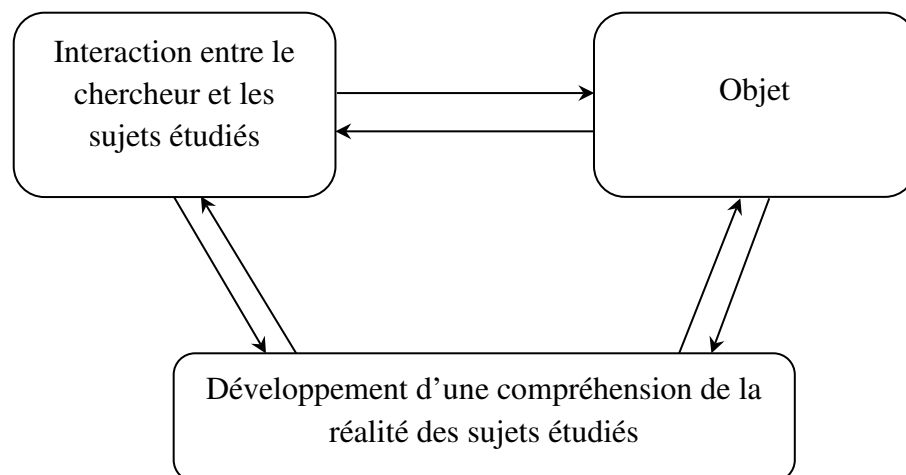 Interaction entre le
chercheur et les
sujets étudiés
Objet
Développement d’une compréhension de la
réalité des sujets étudiés